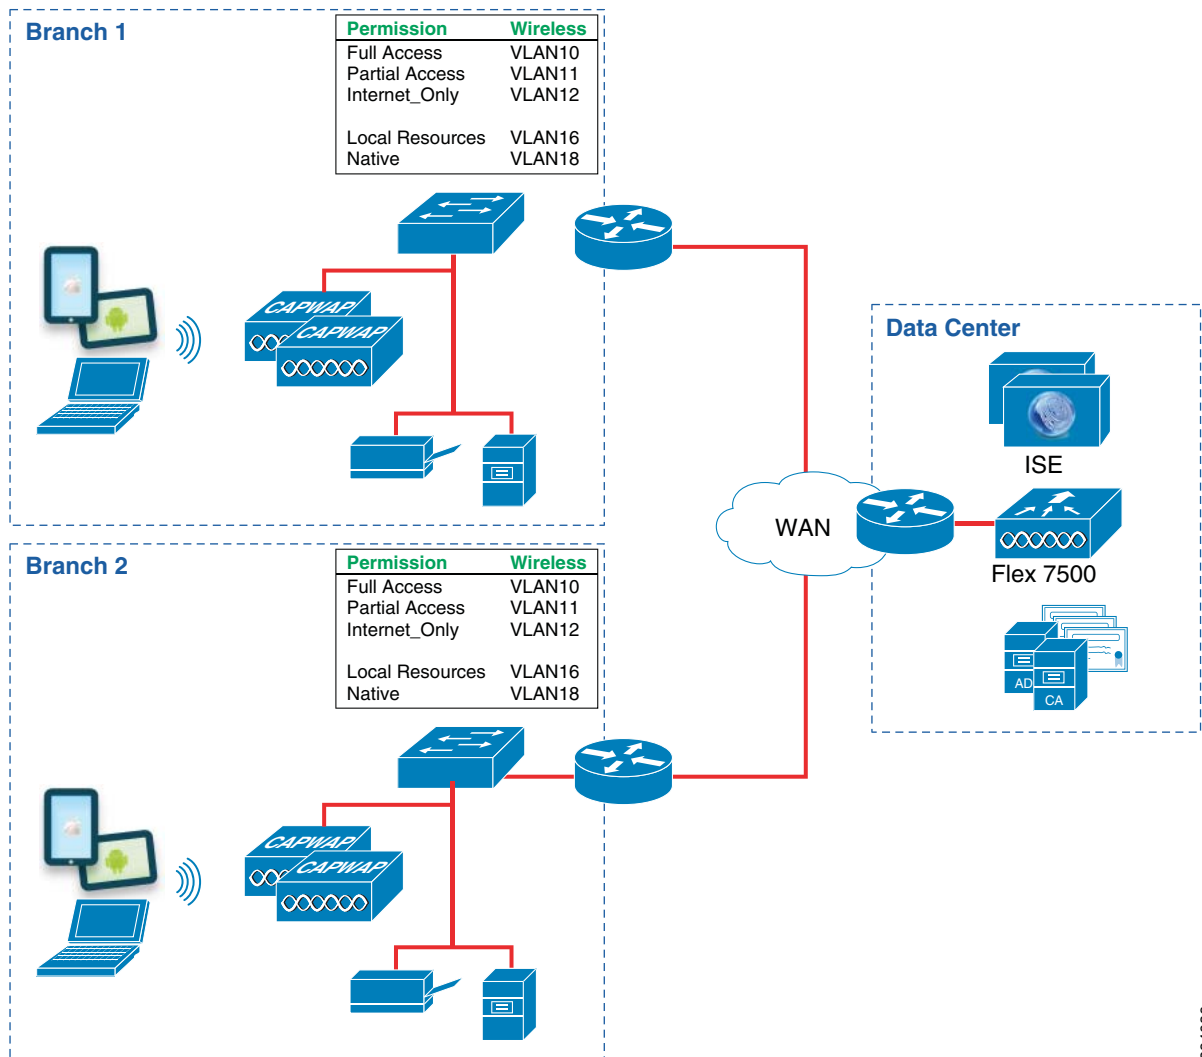 Branch 1
Permission Wireless
Full Access VLAN10
Partial Access VLAN11
Internet_Only VLAN12
Local Resources VLAN16
Native VLAN18
CAPWAP
CAPWAP
Data Center
ISE
WAN
Flex 7500
AD
CA
Branch 2
Permission Wireless
Full Access VLAN10
Partial Access VLAN11
Internet_Only VLAN12
Local Resources VLAN16
Native VLAN18
CAPWAP
CAPWAP